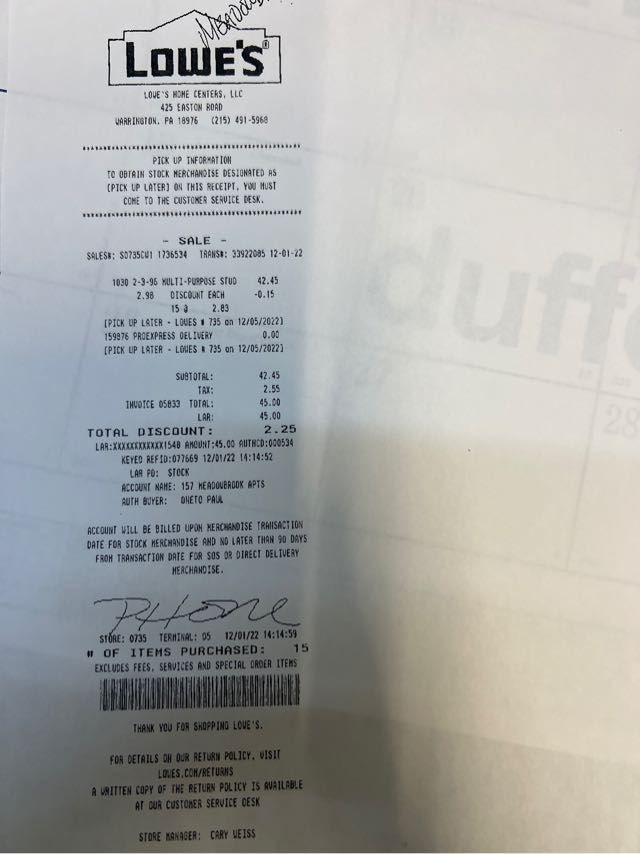 LOWE'S®
LOWE'S HOME CENTERS, LLC
425 EASTON ROAD
WARRINGTON, PA 18976 (215) 491-5968
PICK UP INFORMATION
TO OBTAIN STOCK MERCHANDISE DESIGNATED AS
[PICK UP LATER] ON THIS RECEIPT, YOU MUST
COME TO THE CUSTOMER SERVICE DESK.
- SALE -
SALES#: SO735CW1 1736534 TRANS#: 33922085 12-01-22
1030 2-3-96 MULTI-PURPOSE STUD 42.45
2.98 DISCOUNT EACH -0.15
15 @ 2.83
[PICK UP LATER - LOWES # 735 on 12/05/2022]
159876 PROEXPRESS DELIVERY 0.00
[PICK UP LATER - LOWES # 735 on 12/05/2022]
SUBTOTAL: 42.45
TAX: 2.55
INVOICE 05833 TOTAL: 45.00
LAR: 45.00
TOTAL DISCOUNT: 2.25
LAR:XXXXXXXXXXXX1548 AMOUNT:45.00 AUTHCD:000534
KEYED REFID:077669 12/01/22 14:14:52
LAR PO: STOCK
ACCOUNT NAME: 157 MEADOWBROOK APTS
AUTH BUYER: ONETO PAUL
ACCOUNT WILL BE BILLED UPON MERCHANDISE TRANSACTION
DATE FOR STOCK MERCHANDISE AND NO LATER THAN 90 DAYS
FROM TRANSACTION DATE FOR SOS OR DIRECT DELIVERY
MERCHANDISE.
PHONE
STORE: 0735 TERMINAL: 05 12/01/22 14:14:59
# OF ITEMS PURCHASED: 15
EXCLUDES FEES, SERVICES AND SPECIAL ORDER ITEMS
THANK YOU FOR SHOPPING LOWE'S.
FOR DETAILS ON OUR RETURN POLICY, VISIT
LOWES.COM/RETURNS
A WRITTEN COPY OF THE RETURN POLICY IS AVAILABLE
AT OUR CUSTOMER SERVICE DESK
STORE MANAGER: CARY WEISS
duff
28